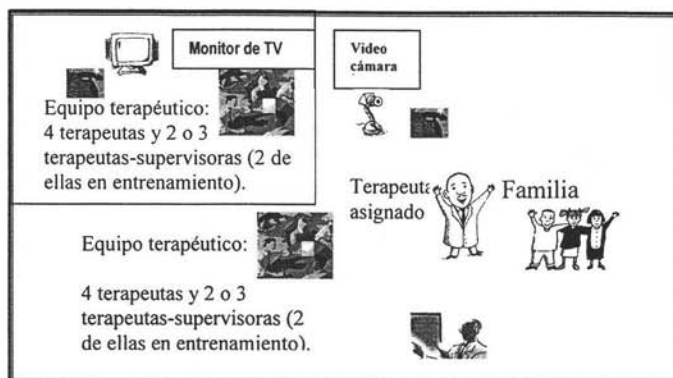 Monitor de TV
Video
cámara
Equipo terapéutico:
4 terapeutas y 2 o 3
terapeutas-supervisoras (2 de
ellas en entrenamiento).
Terapeuta
asignado
Familia
Equipo terapéutico:
4 terapeutas y 2 o 3
terapeutas-supervisoras (2
de ellas en entrenamiento).